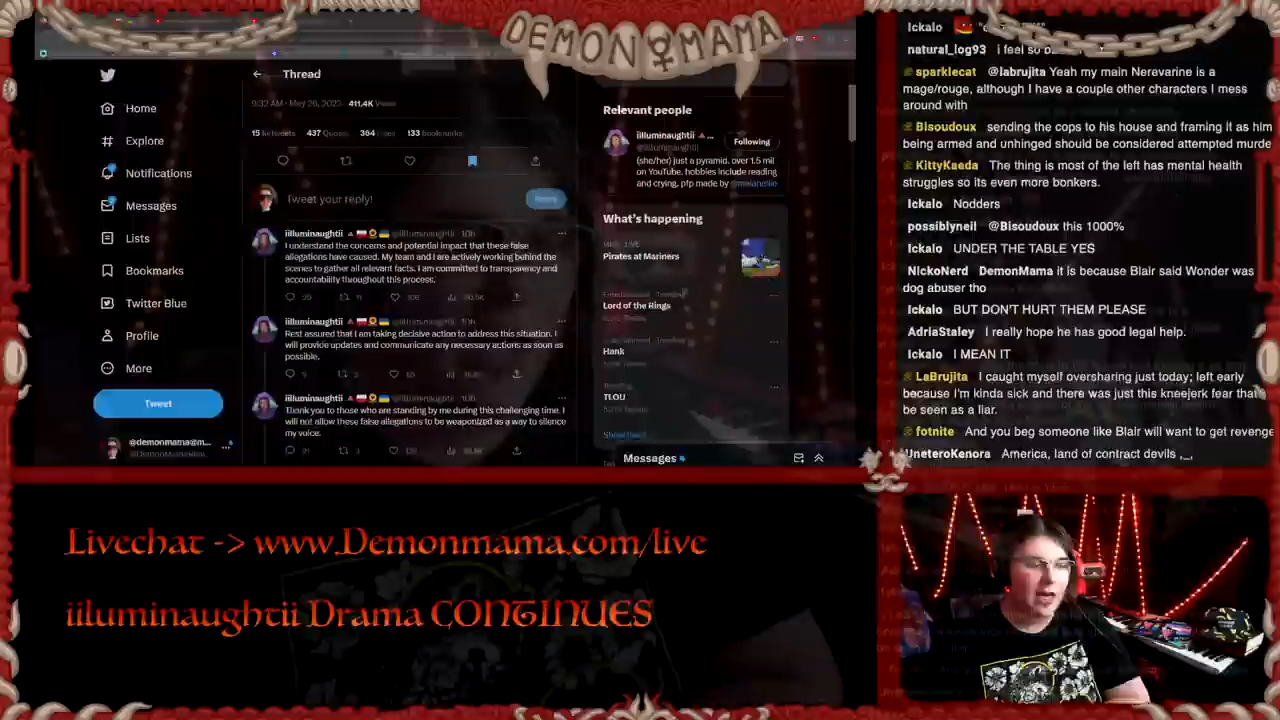 DEMON MAMA
Thread
Home
Explore
Notifications
Messages
Lists
Bookmarks
Twitter Blue
Profile
More
Tweet
@demonmama@m...
9:32 AM · May 26, 2023 · 411.4K Views
15 Retweets 437 Quotes 364 Likes 133 Bookmarks
Tweet your reply!
iilluminaughtii @iilluminaughtii · 10h
I understand the concerns and potential impact that these false
allegations have caused. My team and I are actively working behind the
scenes to gather all relevant facts. I am committed to transparency and
accountability throughout this process.
iilluminaughtii @iilluminaughtii · 10h
Rest assured that I am taking decisive action to address this situation. I
will provide updates and communicate any necessary actions as soon as
possible.
iilluminaughtii @iilluminaughtii · 10h
Thank you to those who are standing by me during this challenging time. I
will not allow these false allegations to be weaponized as a way to silence
my voice.
Relevant people
iilluminaughtii
@iilluminaughtii
Following
(she/her) just a pyramid. over 1.5 mil
on YouTube. hobbies include reading
and crying. pfp made by
What's happening
Pirates at Mariners
Lord of the Rings
Hank
TLOU
Messages
Ickalo
natural_log93 i feel so
sparklecat @labrujita Yeah my main Nerevarine is a
mage/rouge, although I have a couple other characters I mess
around with
Bisoudoux sending the cops to his house and framing it as him
being armed and unhinged should be considered attempted murde
KittyKaeda The thing is most of the left has mental health
struggles so its even more bonkers.
Ickalo Nodders
possiblyneil @Bisoudoux this 1000%
Ickalo UNDER THE TABLE YES
NickoNerd DemonMama it is because Blair said Wonder was
dog abuser tho
Ickalo BUT DON'T HURT THEM PLEASE
AdriaStaley I really hope he has good legal help.
Ickalo I MEAN IT
LaBrujita I caught myself oversharing just today; left early
because I'm kinda sick and there was just this kneejerk fear that
be seen as a liar.
fotnite And you beg someone like Blair will want to get revenge
UneteroKenora America, land of contract devils ._.
Livechat -> www.Demonmama.com/live
iiluminaughtii Drama CONTINUES